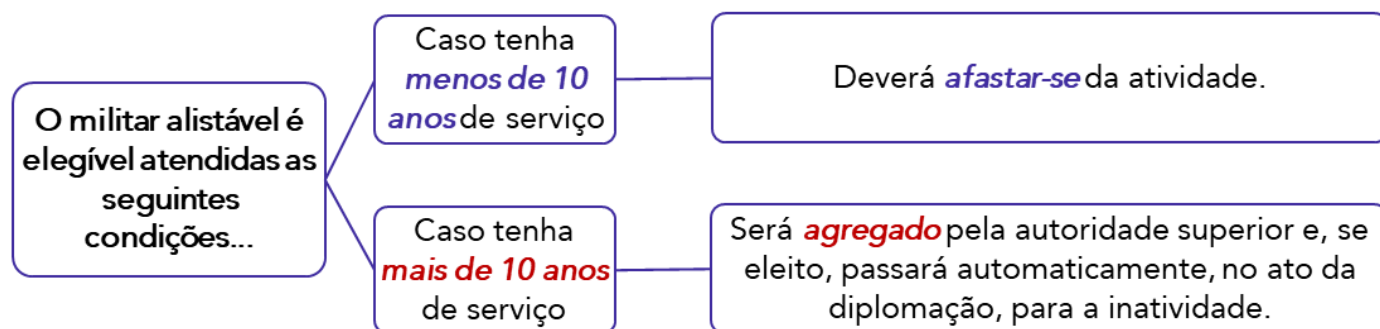 O militar alistável é
elegível atendidas as
seguintes
condições...
Caso tenha
menos de 10
anos de serviço
Deverá afastar-se da atividade.
Caso tenha
mais de 10 anos
de serviço
Será agregado pela autoridade superior e, se
eleito, passará automaticamente, no ato da
diplomação, para a inatividade.